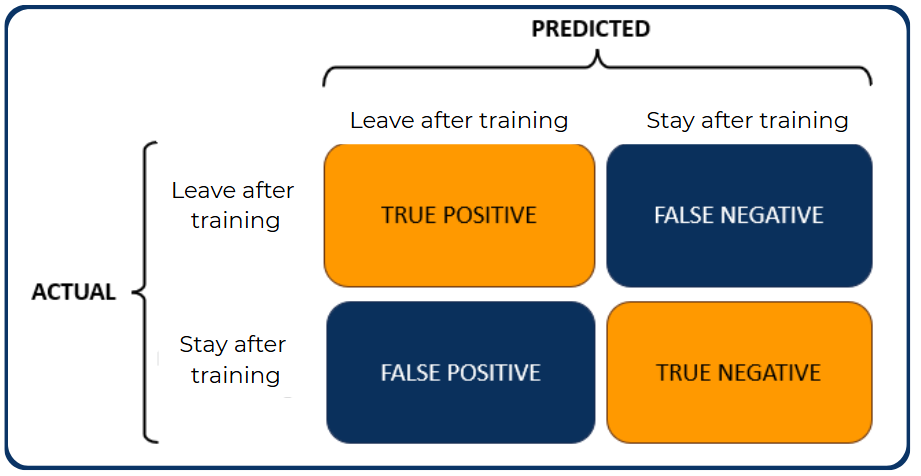 PREDICTED
Leave after training
Stay after training
Leave after
training
TRUE POSITIVE
FALSE NEGATIVE
ACTUAL
Stay after
training
FALSE POSITIVE
TRUE NEGATIVE